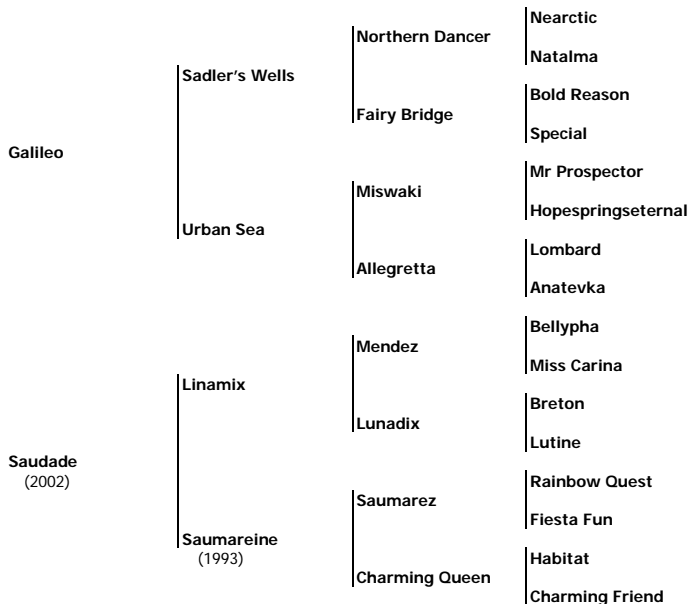 Nearctic
Northern Dancer
Natalma
Sadler's Wells
Bold Reason
Fairy Bridge
Special
Galileo
Mr Prospector
Miswaki
Hopespringseternal
Urban Sea
Lombard
Allegretta
Anatevka
Bellypha
Mendez
Miss Carina
Linamix
Breton
Lunadix
Lutine
Saudade
(2002)
Rainbow Quest
Saumarez
Fiesta Fun
Saumareine
(1993)
Habitat
Charming Queen
Charming Friend